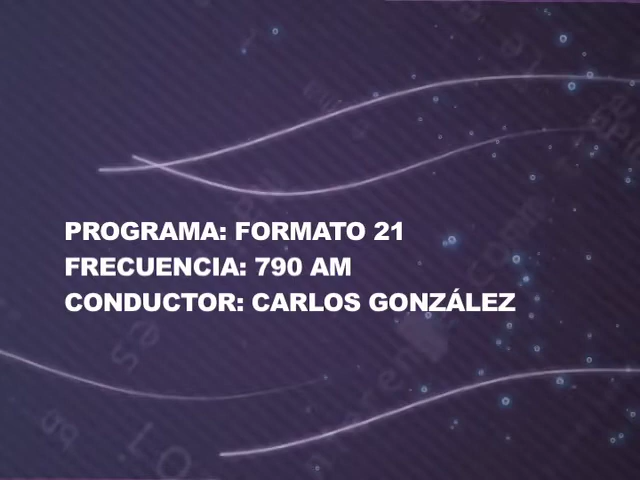 PROGRAMA: FORMATO 21
FRECUENCIA: 790 AM
CONDUCTOR: CARLOS GONZÁLEZ